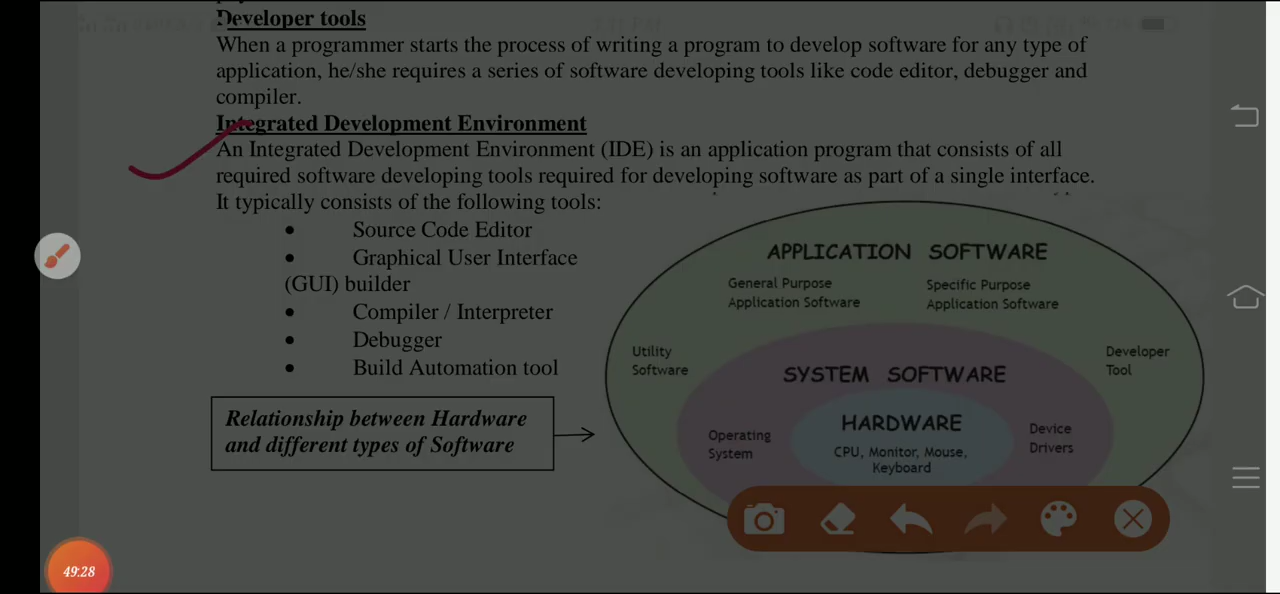 Developer tools
When a programmer starts the process of writing a program to develop software for any type of
application, he/she requires a series of software developing tools like code editor, debugger and
compiler.
Integrated Development Environment
An Integrated Development Environment (IDE) is an application program that consists of all
required software developing tools required for developing software as part of a single interface.
It typically consists of the following tools:
• Source Code Editor
• Graphical User Interface
(GUI) builder
• Compiler / Interpreter
• Debugger
• Build Automation tool
Relationship between Hardware
and different types of Software
APPLICATION SOFTWARE
General Purpose
Application Software
Specific Purpose
Application Software
Utility
Software
Developer
Tool
SYSTEM SOFTWARE
Operating
System
Device
Drivers
HARDWARE
CPU, Monitor, Mouse,
Keyboard
49:28